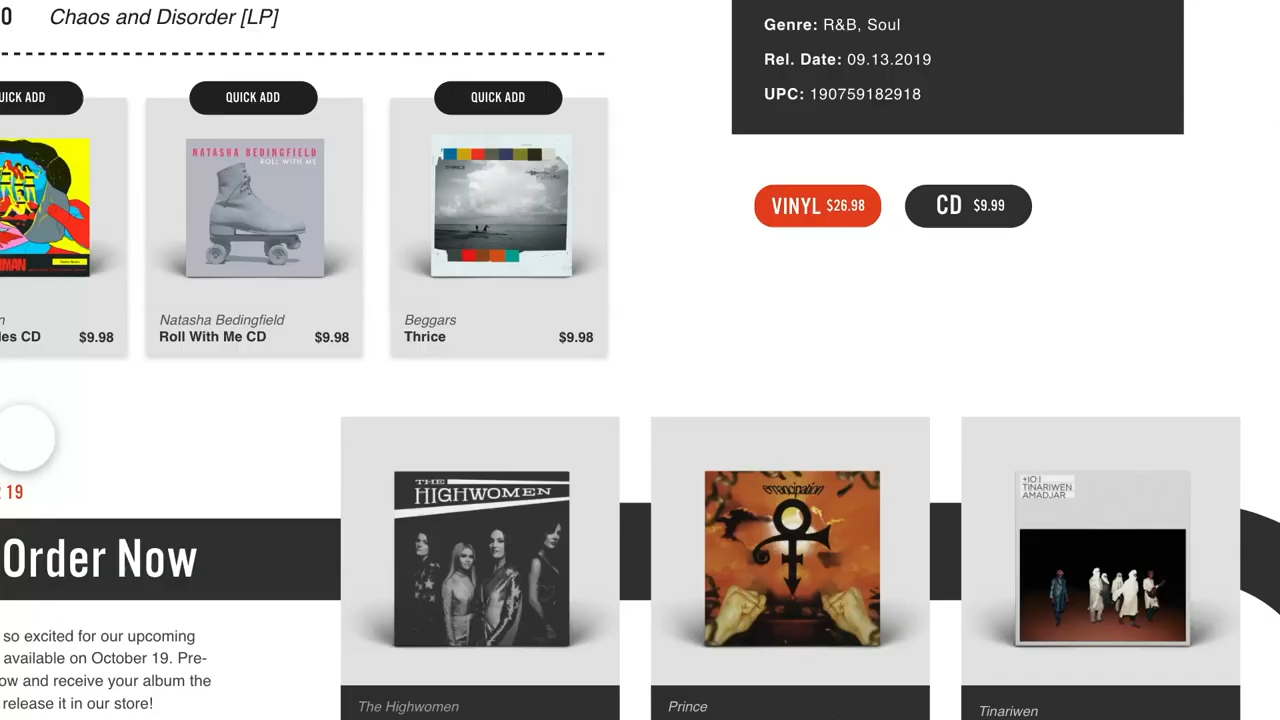 0 Chaos and Disorder [LP]
Genre: R&B, Soul
Rel. Date: 09.13.2019
UPC: 190759182918
QUICK ADD
QUICK ADD
QUICK ADD
NATASHA BEDINGFIELD
ROLL WITH ME
THRICE
VINYL $26.98
CD $9.99
CD $9.98
Natasha Bedingfield
Roll With Me CD $9.98
Beggars
Thrice $9.98
19
Order Now
so excited for our upcoming
available on October 19. Pre-
ow and receive your album the
release it in our store!
THE
HIGHWOMEN
emancipation
+IO:I
TINARIWEN
AMADJAR
The Highwomen
Prince
Tinariwen